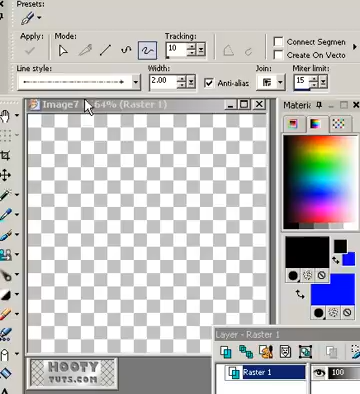 Presets:
Apply: Mode: Tracking: Connect Segmen
10 Create On Vecto
Line style: Width: Join: Miter limit:
2.00 Anti-alias 15
Image7 64% (Raster 1) Materi
Layer - Raster 1
Raster 1 100
HOOTY
TUTS.COM